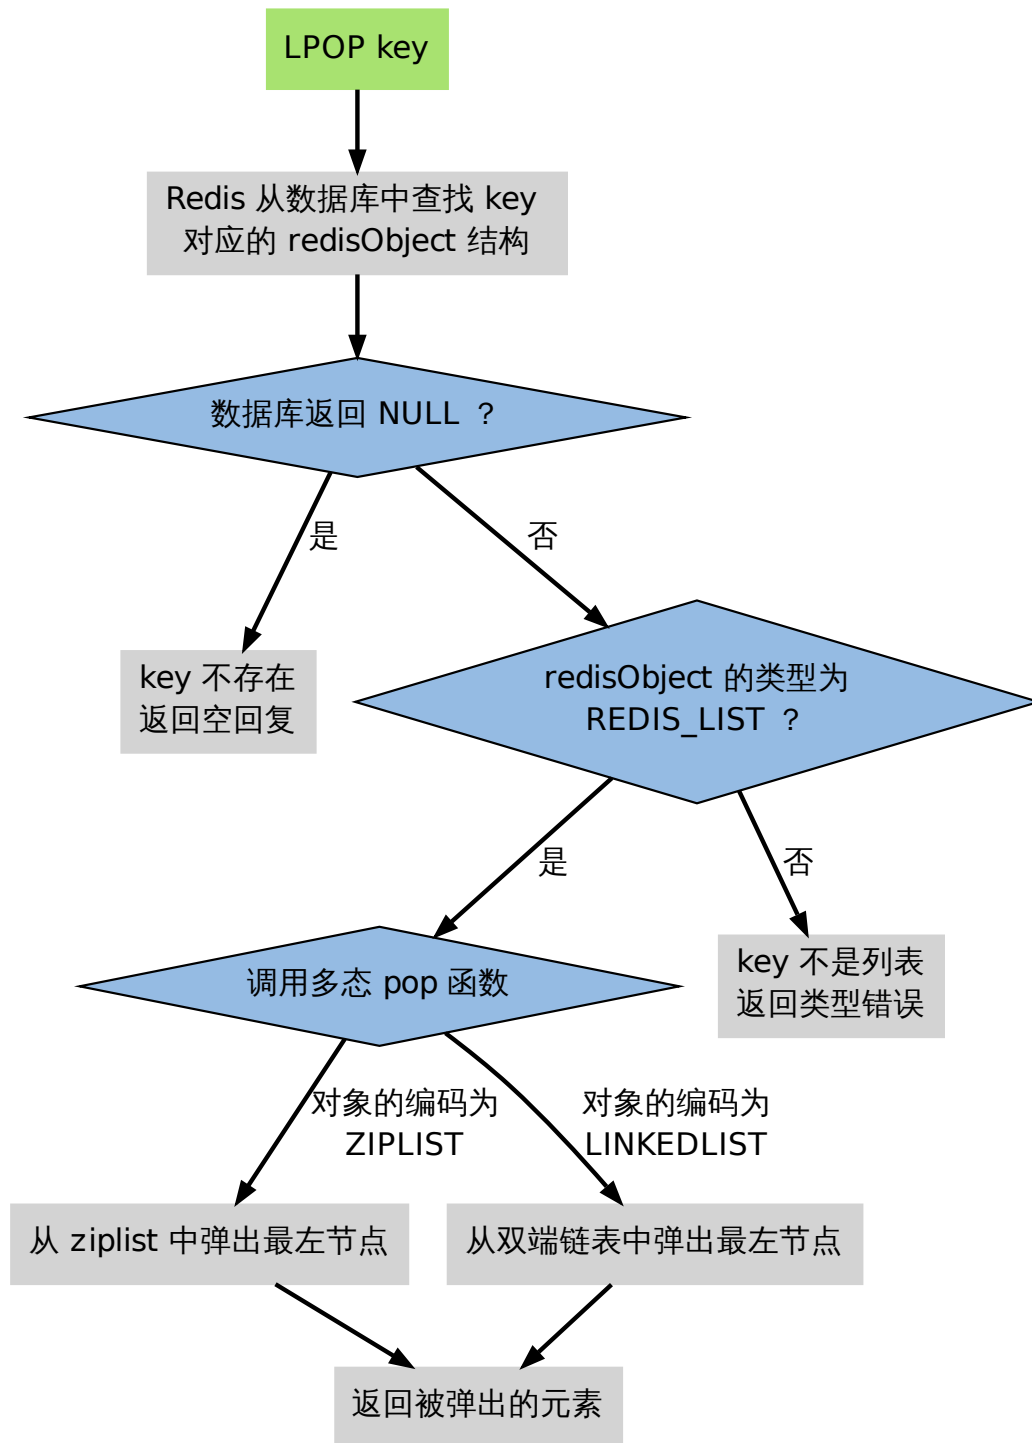 LPOP key
Redis 从数据库中查找 key
对应的 redisObject 结构
数据库返回 NULL ？
是
否
key 不存在
返回空回复
redisObject 的类型为
REDIS_LIST ？
是
否
调用多态 pop 函数
key 不是列表
返回类型错误
对象的编码为
ZIPLIST
对象的编码为
LINKEDLIST
从 ziplist 中弹出最左节点
从双端链表中弹出最左节点
返回被弹出的元素